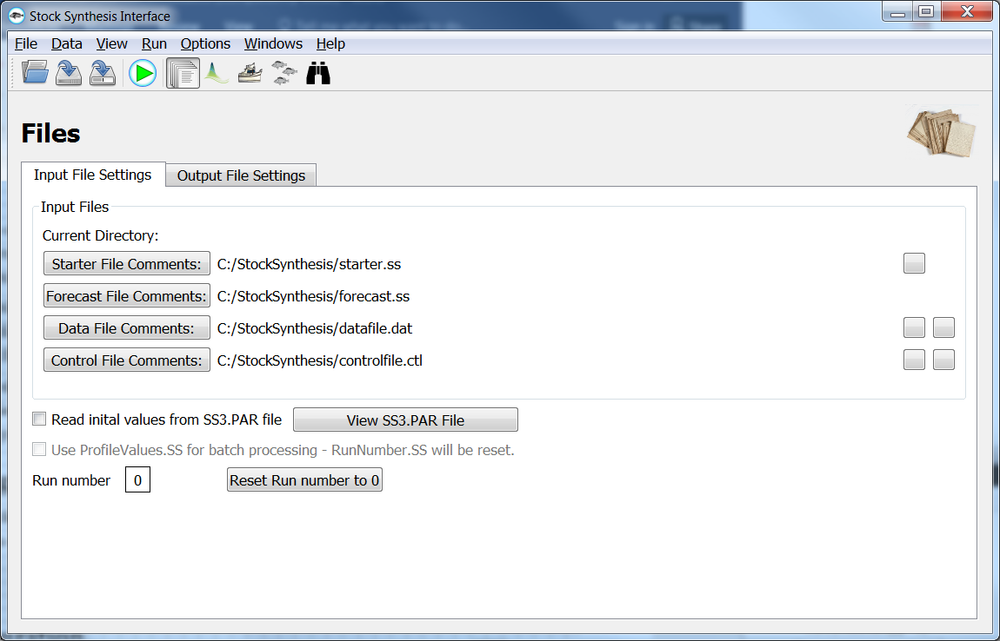 Stock Synthesis Interface
File Data View Run Options Windows Help
Files
Input File Settings Output File Settings
Input Files
Current Directory:
Starter File Comments: C:/StockSynthesis/starter.ss
Forecast File Comments: C:/StockSynthesis/forecast.ss
Data File Comments: C:/StockSynthesis/datafile.dat
Control File Comments: C:/StockSynthesis/controlfile.ctl
Read inital values from SS3.PAR file View SS3.PAR File
Use ProfileValues.SS for batch processing - RunNumber.SS will be reset.
Run number 0 Reset Run number to 0